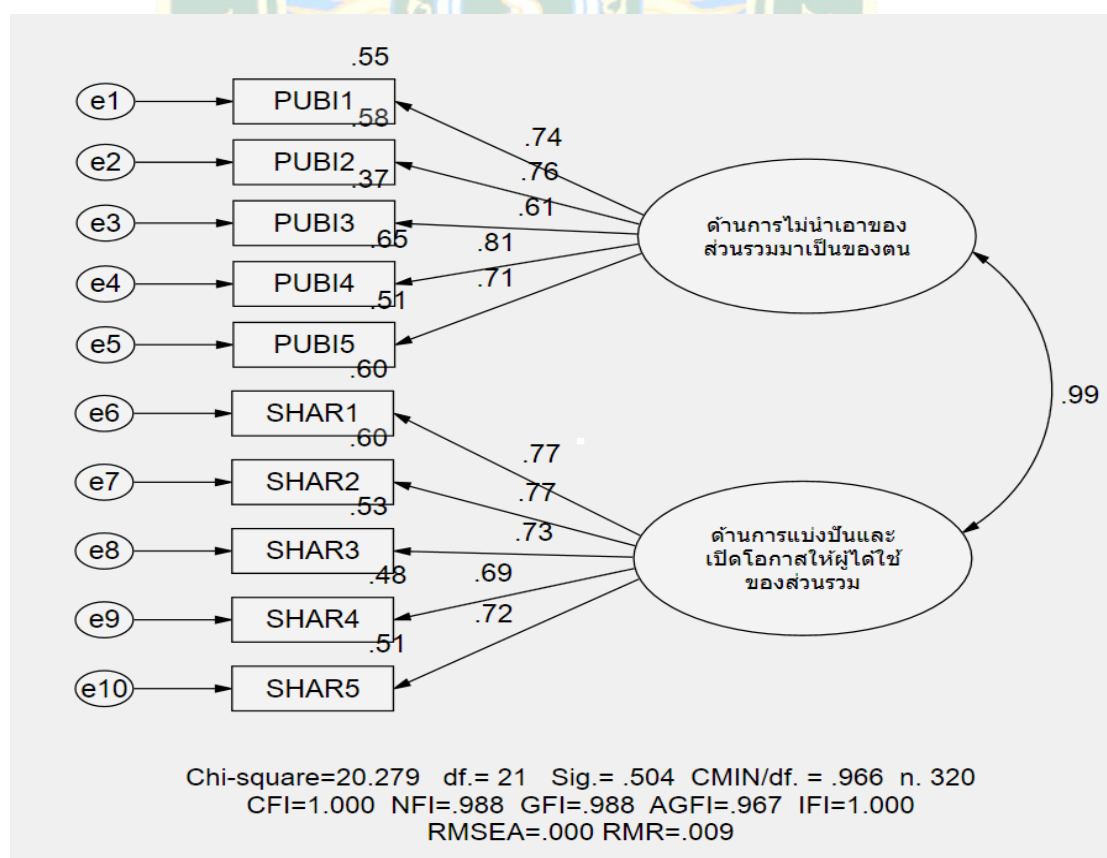 .55
e1 PUBI1
.58
.74
e2 PUBI2
.76
.37
.61
e3 PUBI3
.65
.81
e4 PUBI4
.71
.51
e5 PUBI5
.60
ด้านการไม่นำเอาของ
ส่วนรวมมาเป็นของตน
.99
e6 SHAR1
.60
.77
e7 SHAR2
.77
.53
.73
e8 SHAR3
.48
.69
e9 SHAR4
.72
.51
e10 SHAR5
ด้านการแบ่งปันและ
เปิดโอกาสให้ผู้ได้ใช้
ของส่วนรวม
Chi-square=20.279 df.= 21 Sig.= .504 CMIN/df. = .966 n. 320
CFI=1.000 NFI=.988 GFI=.988 AGFI=.967 IFI=1.000
RMSEA=.000 RMR=.009